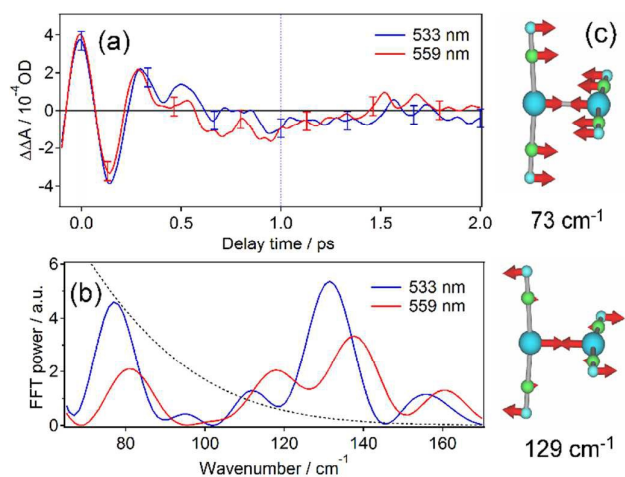 (a)
533 nm
559 nm
ΔΔA / 10⁻⁴OD
4
2
0
-2
-4
0.0 0.5 1.0 1.5 2.0
Delay time / ps
(b)
533 nm
559 nm
FFT power / a.u.
6
4
2
0
80 100 120 140 160
Wavenumber / cm⁻¹
(c)
73 cm⁻¹
129 cm⁻¹